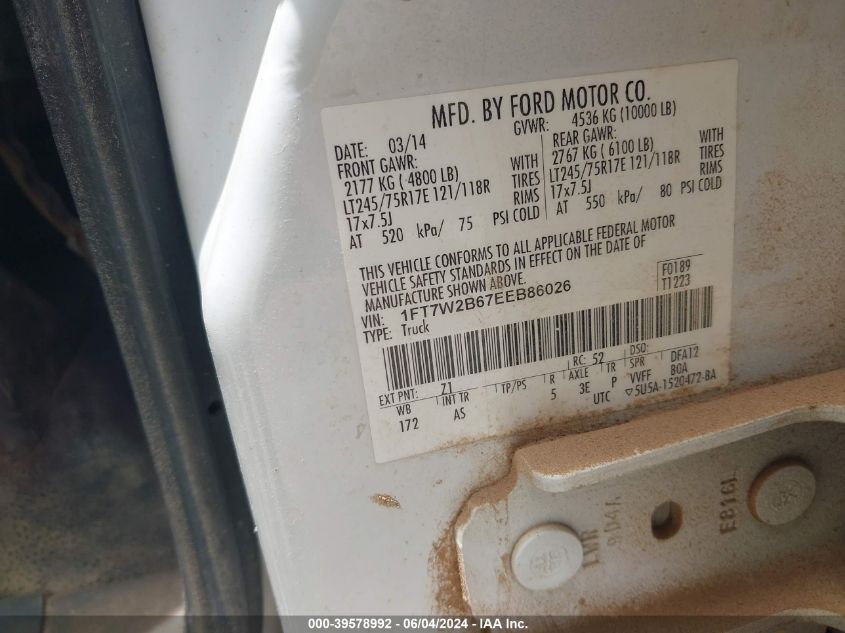 MFD. BY FORD MOTOR CO.
DATE: 03/14 GVWR: 4536 KG (10000 LB)
FRONT GAWR: REAR GAWR:
2177 KG ( 4800 LB) WITH 2767 KG ( 6100 LB) WITH
LT245/75R17E 121/118R TIRES LT245/75R17E 121/118R TIRES
17x7.5J RIMS 17x7.5J RIMS
AT 520 kPa/ 75 PSI COLD AT 550 kPa/ 80 PSI COLD
THIS VEHICLE CONFORMS TO ALL APPLICABLE FEDERAL MOTOR
VEHICLE SAFETY STANDARDS IN EFFECT ON THE DATE OF
MANUFACTURE SHOWN ABOVE.
VIN: 1FT7W2B67EEB86026 F0189
TYPE: Truck T1223
EXT PNT: Z1 RC: 52 DSO:
WB INT TR TP/PS R AXLE TR SPR DFA12
172 AS 5 3E P VVFF BOA
UTC ▽5U5A-1520472-BA
LVR E816L
000-39578992 - 06/04/2024 - IAA Inc.